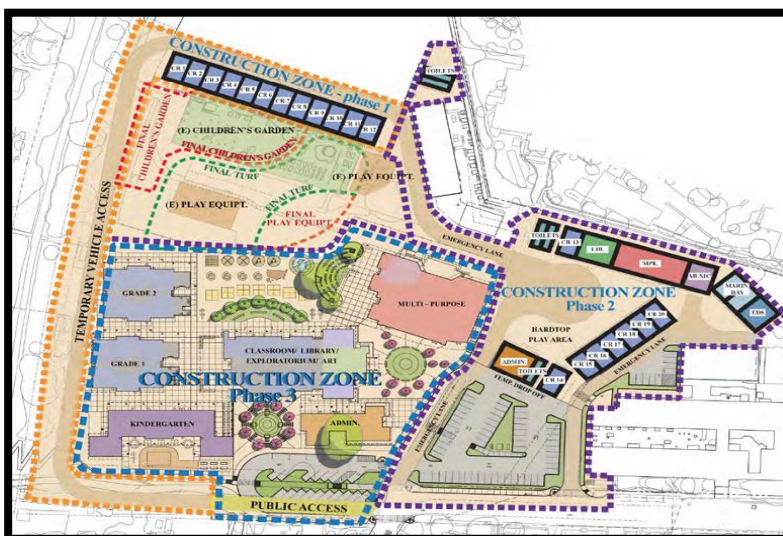 CONSTRUCTION ZONE - phase 1
CR 1
CR 2
CR 3
CR 4
CR 5
CR 6
CR 7
CR 8
CR 9
CR 10
CR 11
CR 12
TOILETS
(E) CHILDREN'S GARDEN
FINAL
CHILDREN'S GARDEN
FINAL CHILDREN'S GARDEN
FINAL TURF
(E) PLAY EQUIPT.
(E) PLAY EQUIPT.
FINAL TURF
FINAL
PLAY EQUIPT.
TEMPORARY VEHICLE ACCESS
EMERGENCY LANE
TOILETS
CR 13
LIB.
MPR.
MUSIC
MARIN
DAY
EDS
CONSTRUCTION ZONE
Phase 2
HARDTOP
PLAY AREA
CR 20
CR 19
CR 18
CR 17
CR 16
CR 15
EMERGENCY LANE
ADMIN.
TOILETS
CR 14
TEMP. DROP OFF
EMERGENCY LANE
GRADE 2
MULTI - PURPOSE
GRADE 1
CLASSROOM/ LIBRARY/
EXPLORATORIUM/ ART
CONSTRUCTION ZONE
Phase 3
KINDERGARTEN
ADMIN.
PUBLIC ACCESS